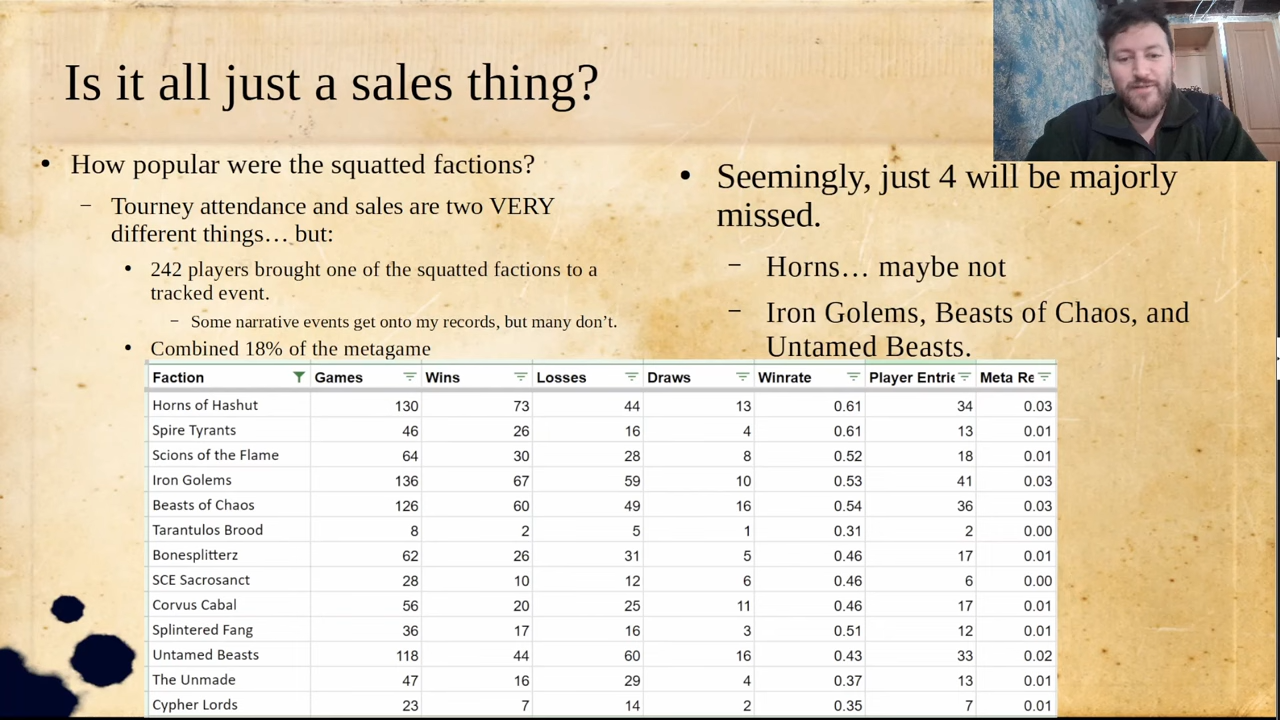 Is it all just a sales thing?
• How popular were the squatted factions?
– Tourney attendance and sales are two VERY
different things… but:
• 242 players brought one of the squatted factions to a
tracked event.
– Some narrative events get onto my records, but many don't.
• Combined 18% of the metagame
• Seemingly, just 4 will be majorly
missed.
– Horns… maybe not
– Iron Golems, Beasts of Chaos, and
Untamed Beasts.
Faction Games Wins Losses Draws Winrate Player Entrie Meta Re
Horns of Hashut 130 73 44 13 0.61 34 0.03
Spire Tyrants 46 26 16 4 0.61 13 0.01
Scions of the Flame 64 30 28 8 0.52 18 0.01
Iron Golems 136 67 59 10 0.53 41 0.03
Beasts of Chaos 126 60 49 16 0.54 36 0.03
Tarantulos Brood 8 2 5 1 0.31 2 0.00
Bonesplitterz 62 26 31 5 0.46 17 0.01
SCE Sacrosanct 28 10 12 6 0.46 6 0.00
Corvus Cabal 56 20 25 11 0.46 17 0.01
Splintered Fang 36 17 16 3 0.51 12 0.01
Untamed Beasts 118 44 60 16 0.43 33 0.02
The Unmade 47 16 29 4 0.37 13 0.01
Cypher Lords 23 7 14 2 0.35 7 0.01